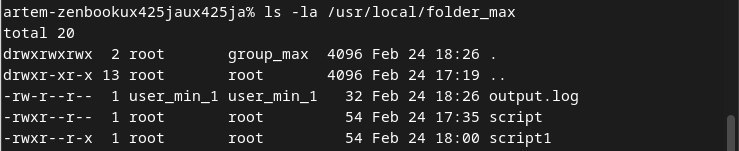 artem-zenbookux425jaux425ja% ls -la /usr/local/folder_max
total 20
drwxrwxrwx  2 root       group_max  4096 Feb 24 18:26 .
drwxr-xr-x 13 root       root       4096 Feb 24 17:19 ..
-rw-r--r--  1 user_min_1 user_min_1   32 Feb 24 18:26 output.log
-rwxr--r--  1 root       root         54 Feb 24 17:35 script
-rwxr--r-x  1 root       root         54 Feb 24 18:00 script1